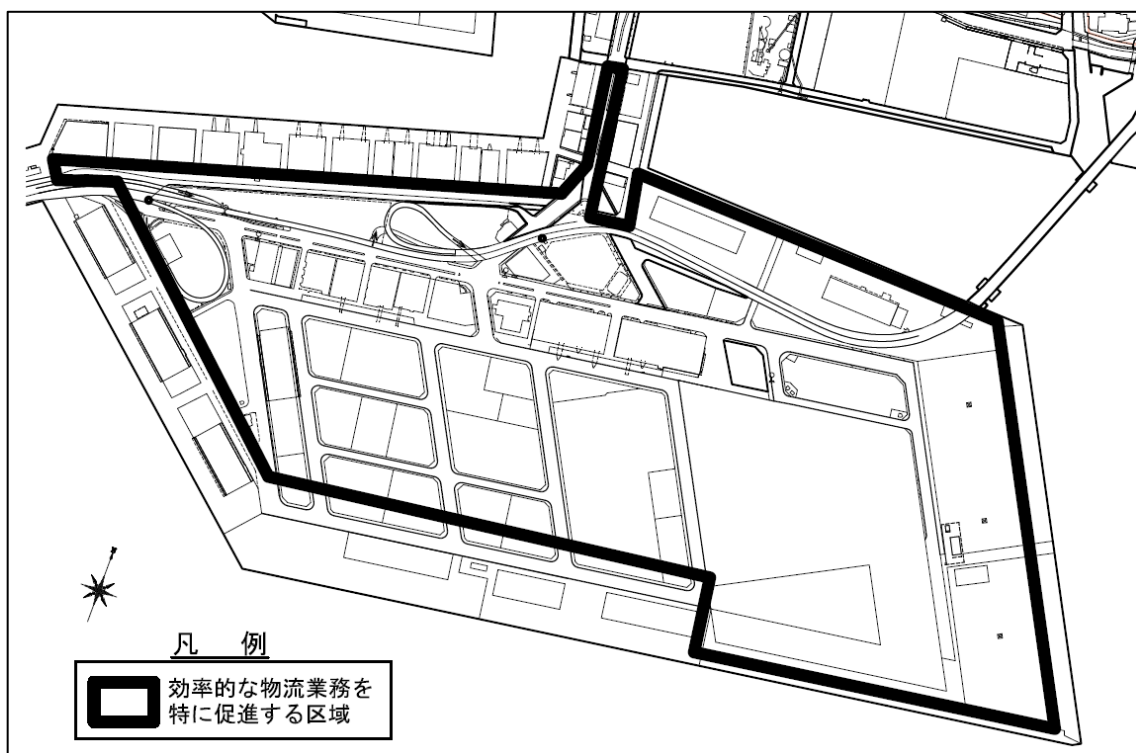 凡 例
効率的な物流業務を
特に促進する区域